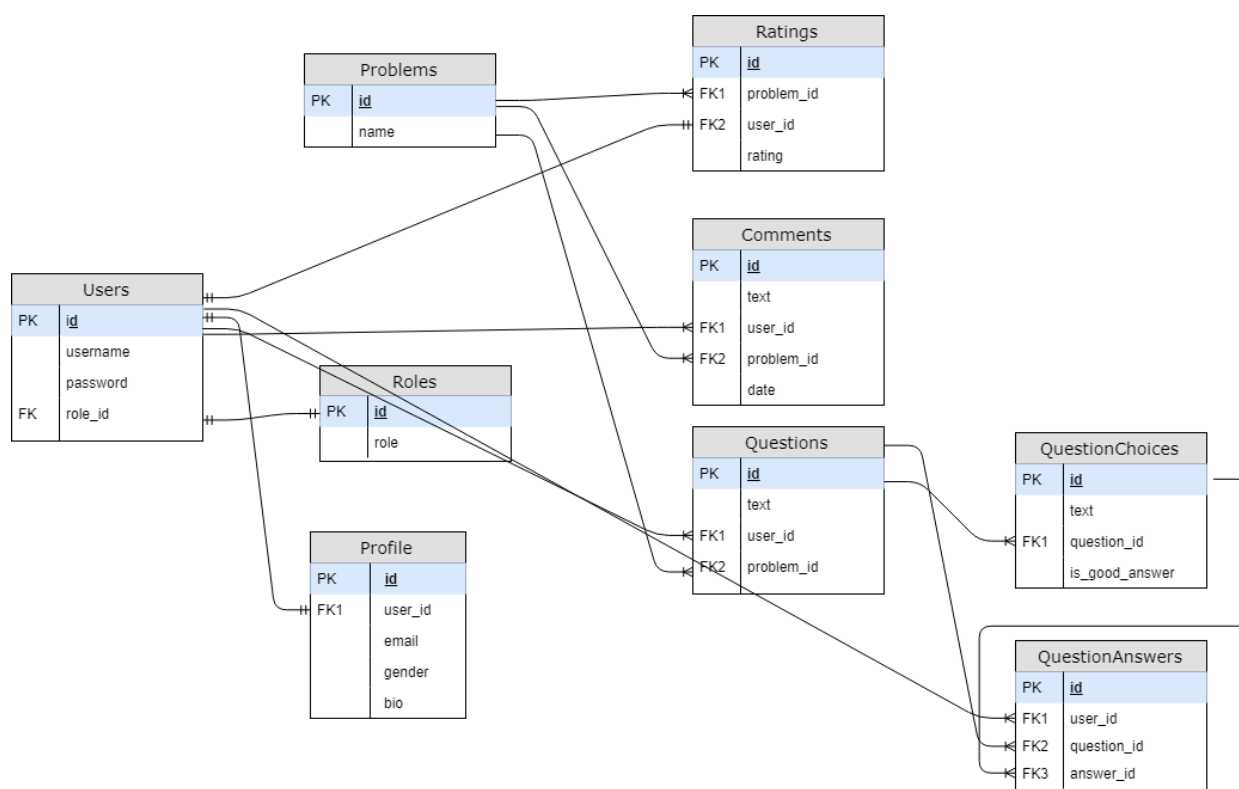 Ratings
PK id
FK1 problem_id
FK2 user_id
rating
Problems
PK id
name
Comments
PK id
text
FK1 user_id
FK2 problem_id
date
Users
PK id
username
password
FK role_id
Roles
PK id
role
Questions
PK id
text
FK1 user_id
FK2 problem_id
QuestionChoices
PK id
text
FK1 question_id
is_good_answer
Profile
PK id
FK1 user_id
email
gender
bio
QuestionAnswers
PK id
FK1 user_id
FK2 question_id
FK3 answer_id